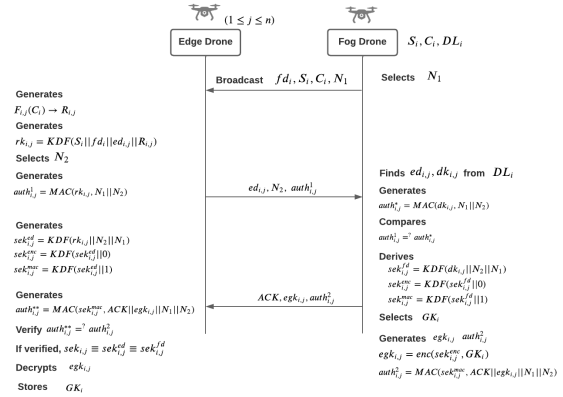 (1 ≤ j ≤ n)
Edge Drone
Fog Drone
S_i, C_i, DL_i
Broadcast fd_i, S_i, C_i, N_1
Selects N_1
Generates
F_{i,j}(C_i) → R_{i,j}
Generates
rk_{i,j} = KDF(S_i||fd_i||ed_{i,j}||R_{i,j})
Selects N_2
Generates
auth^1_{i,j} = MAC(rk_{i,j}, N_1||N_2)
ed_{i,j}, N_2, auth^1_{i,j}
Finds ed_{i,j}, dk_{i,j} from DL_i
Generates
auth^*_{i,j} = MAC(dk_{i,j}, N_1||N_2)
Compares
auth^1_{i,j} =^? auth^*_{i,j}
Derives
sek^{fd}_{i,j} = KDF(dk_{i,j}||N_2||N_1)
sek^{enc}_{i,j} = KDF(sek^{fd}_{i,j}||0)
sek^{mac}_{i,j} = KDF(sek^{fd}_{i,j}||1)
Selects GK_i
Generates egk_{i,j} auth^2_{i,j}
egk_{i,j} = enc(sek^{enc}_{i,j}, GK_i)
auth^2_{i,j} = MAC(sek^{mac}_{i,j}, ACK||egk_{i,j}||N_1||N_2)
ACK, egk_{i,j}, auth^2_{i,j}
Generates
sek^{ed}_{i,j} = KDF(rk_{i,j}||N_2||N_1)
sek^{enc}_{i,j} = KDF(sek^{ed}_{i,j}||0)
sek^{mac}_{i,j} = KDF(sek^{ed}_{i,j}||1)
Generates
auth^{**}_{i,j} = MAC(sek^{mac}_{i,j}, ACK||egk_{i,j}||N_1||N_2)
Verify auth^{**}_{i,j} =^? auth^2_{i,j}
If verified, sek_{i,j} ≡ sek^{ed}_{i,j} ≡ sek^{fd}_{i,j}
Decrypts egk_{i,j}
Stores GK_i